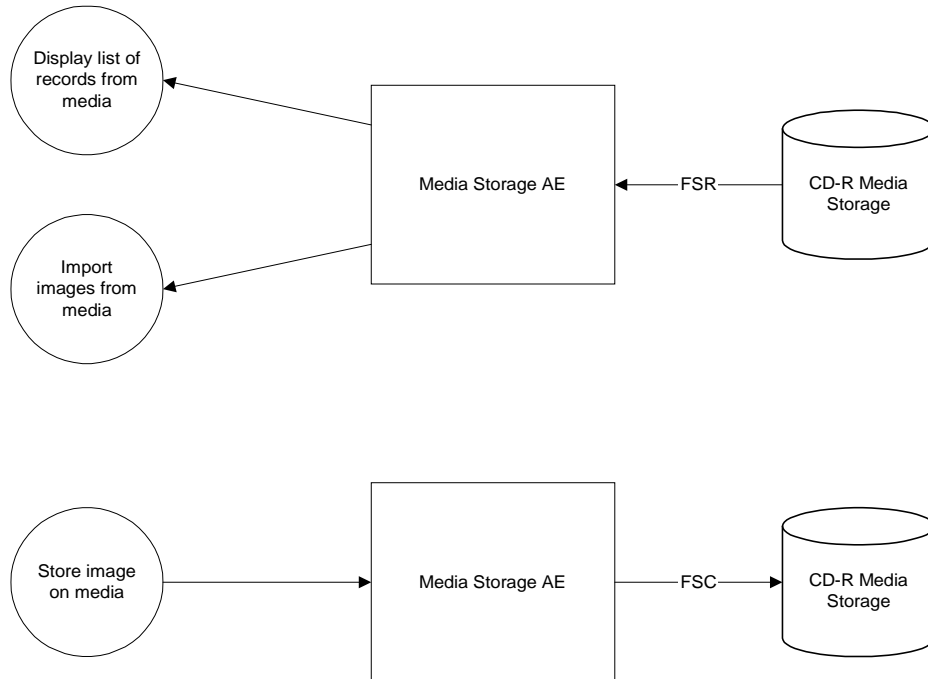 Display list of
records from
media
Media Storage AE
FSR
CD-R Media
Storage
Import
images from
media
Store image
on media
Media Storage AE
FSC
CD-R Media
Storage